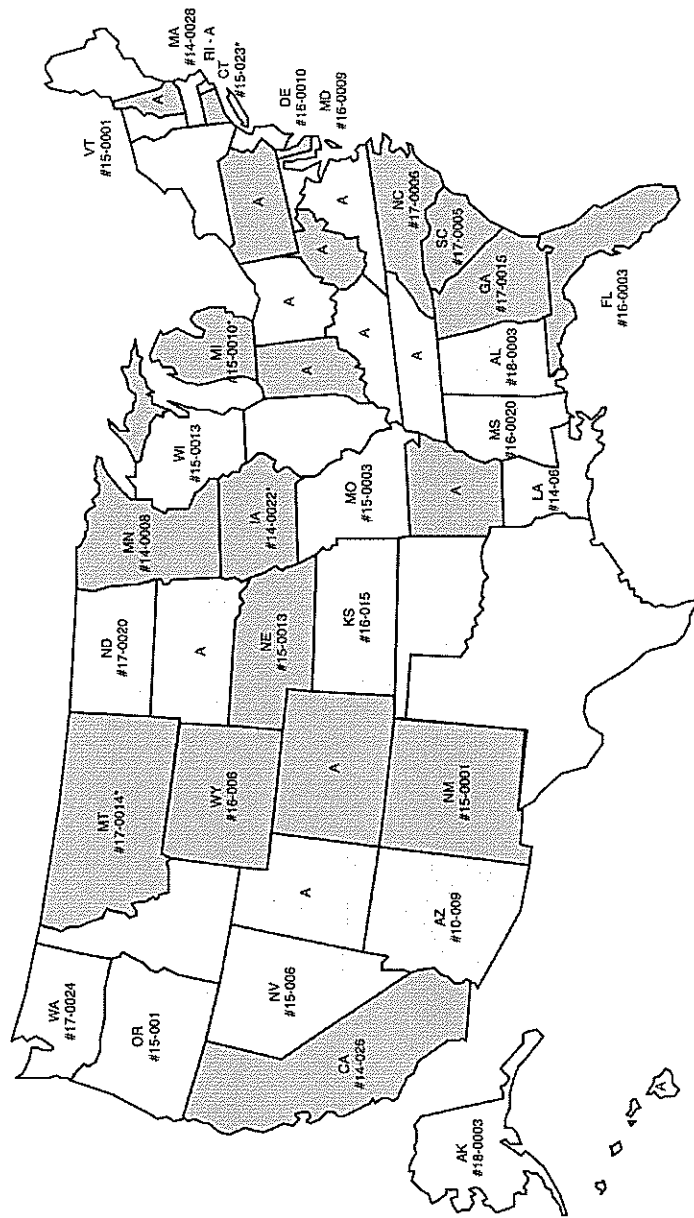 WA
#17-0024
OR
#15-001
CA
#14-026
NV
#15-006
MT
#17-0014*
WY
#16-006
A
AZ
#10-009
A
NM
#15-0001
ND
#17-0020
A
NE
#15-0013
KS
#16-015
MN
#14-0008
IA
#14-0022*
MO
#15-0003
A
LA
#14-06
WI
#15-0013
MI
#15-0010*
A
A
A
A
MS
#16-0020
AL
#18-0003
GA
#17-0015
FL
#16-0003
SC
#17-0005
NC
#17-0006
A
A
A
VT
#15-0001
A
MA
#14-0028
RI - A
CT
#15-023*
DE
#16-0010
MD
#16-0009
AK
#18-0003
A